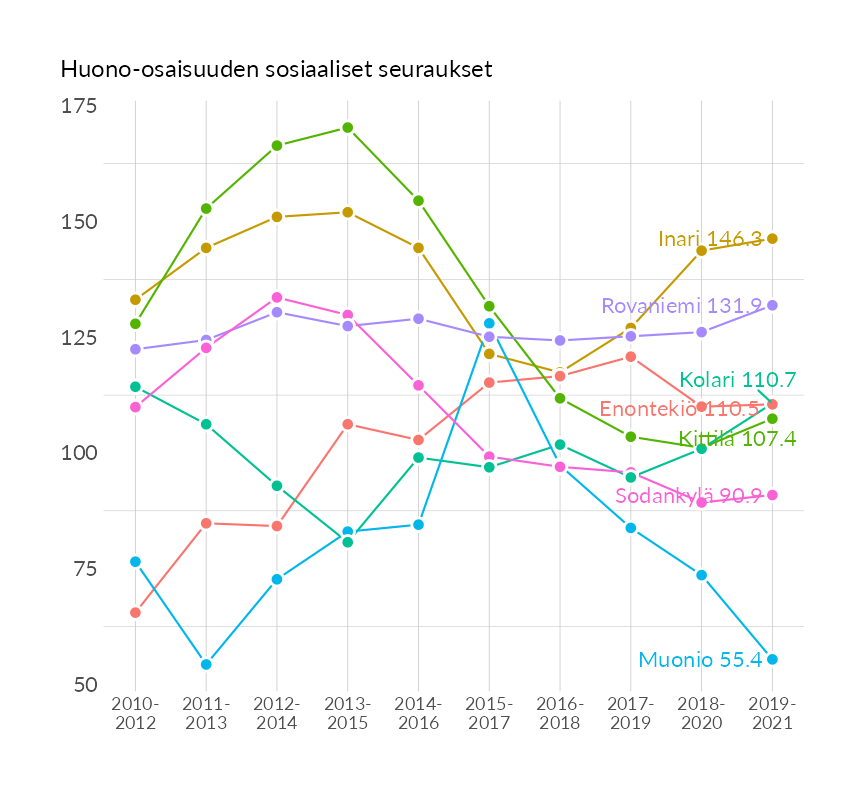 Huono-osaisuuden sosiaaliset seuraukset
175
150
125
100
75
50
Inari 146.3
Rovaniemi 131.9
Kolari 110.7
Enontekiö 110.5
Kittilä 107.4
Sodankylä 90.9
Muonio 55.4
2010- 2011- 2012- 2013- 2014- 2015- 2016- 2017- 2018- 2019-
2012 2013 2014 2015 2016 2017 2018 2019 2020 2021